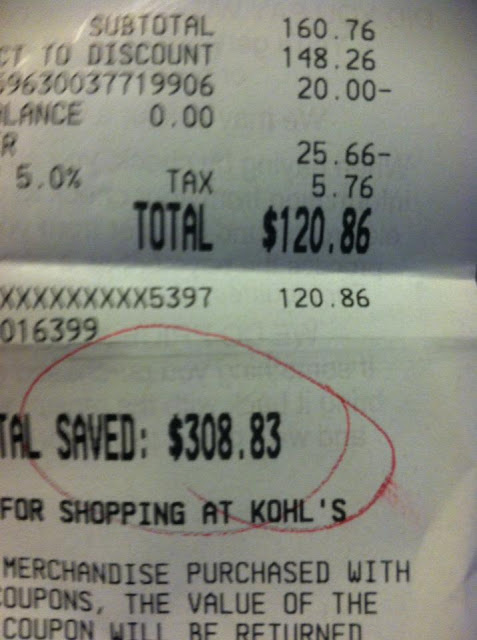 SUBTOTAL 160.76
CT TO DISCOUNT 148.26
69630037719906 20.00-
LANCE 0.00
R 25.66-
5.0% TAX 5.76
TOTAL $120.86
XXXXXXXXX5397 120.86
016399
TAL SAVED: $308.83
FOR SHOPPING AT KOHL'S
MERCHANDISE PURCHASED WITH
COUPONS, THE VALUE OF THE
COUPON WILL BE RETURNED